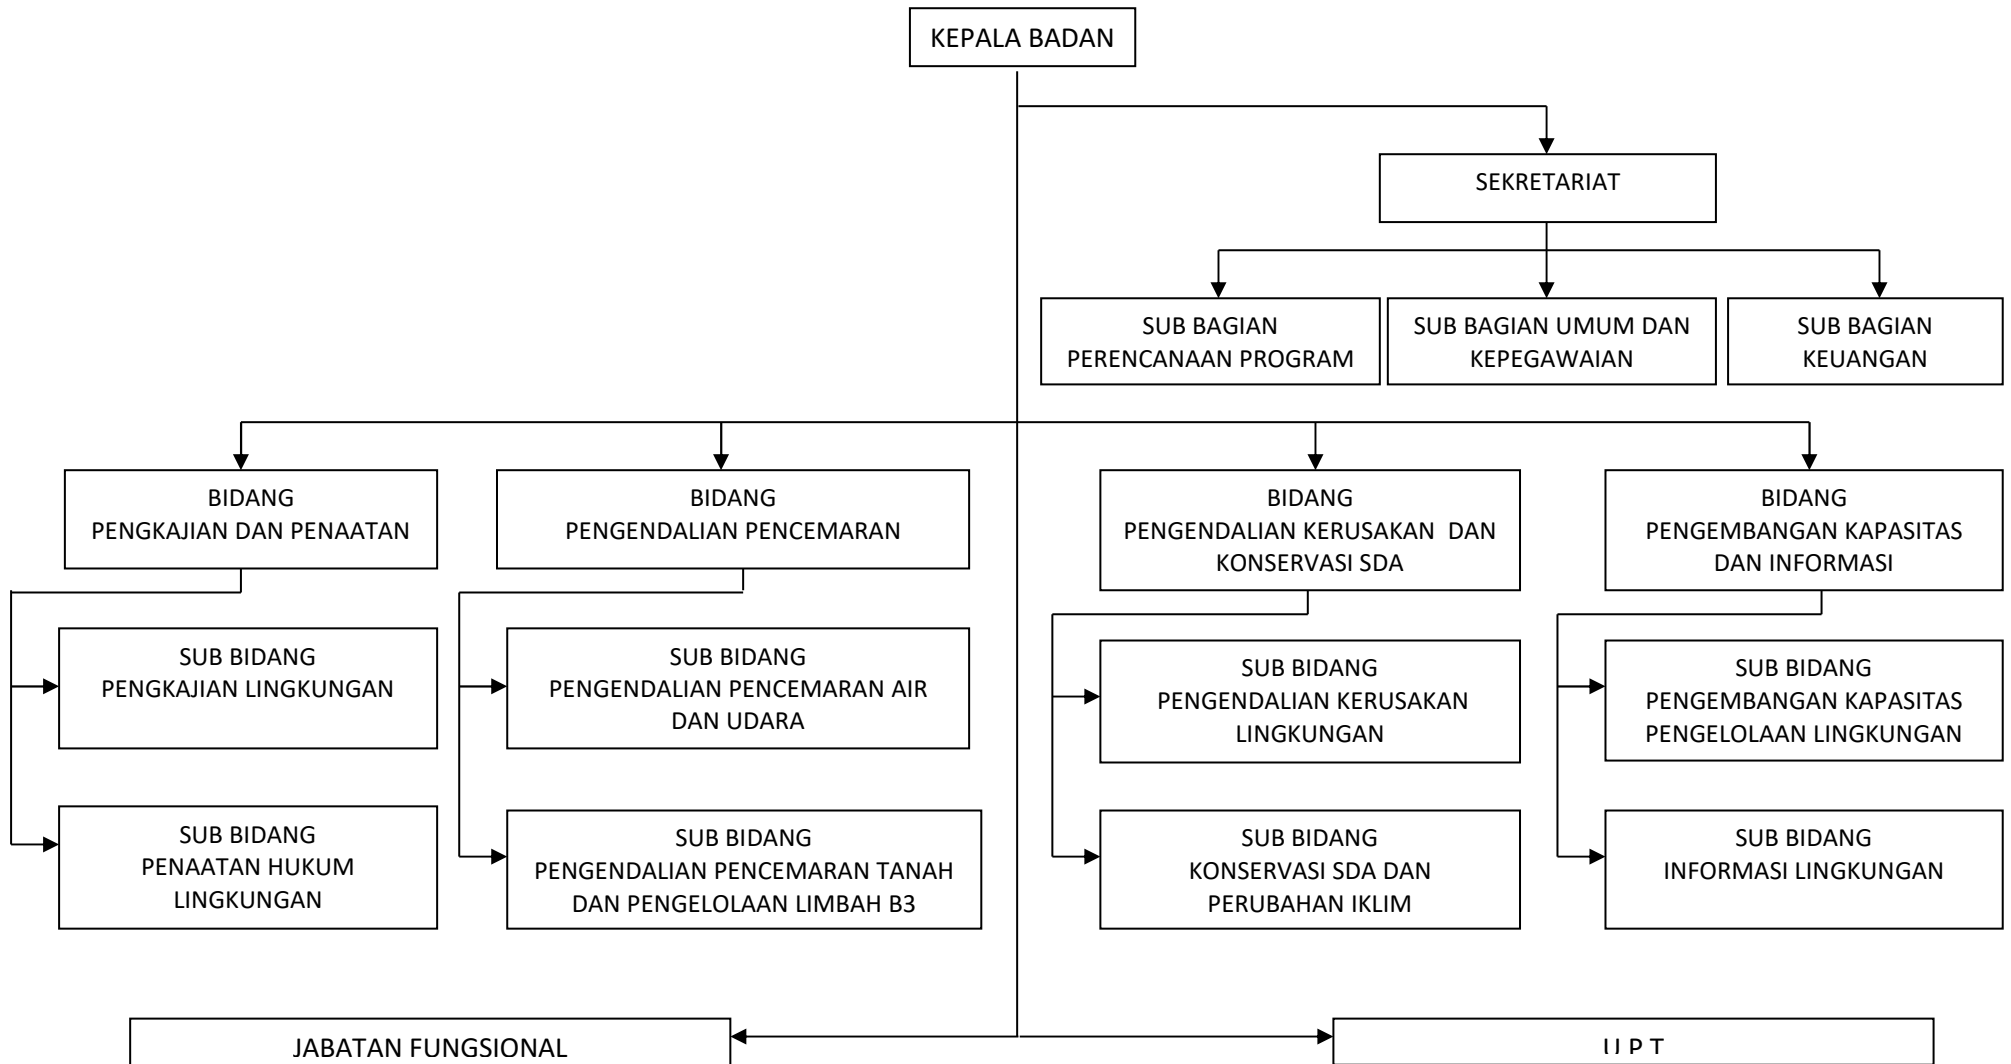 KEPALA BADAN
SEKRETARIAT
SUB BAGIAN
PERENCANAAN PROGRAM
SUB BAGIAN UMUM DAN
KEPEGAWAIAN
SUB BAGIAN
KEUANGAN
BIDANG
PENGKAJIAN DAN PENAATAN
BIDANG
PENGENDALIAN PENCEMARAN
BIDANG
PENGENDALIAN KERUSAKAN DAN
KONSERVASI SDA
BIDANG
PENGEMBANGAN KAPASITAS
DAN INFORMASI
SUB BIDANG
PENGKAJIAN LINGKUNGAN
SUB BIDANG
PENGENDALIAN PENCEMARAN AIR
DAN UDARA
SUB BIDANG
PENGENDALIAN KERUSAKAN
LINGKUNGAN
SUB BIDANG
PENGEMBANGAN KAPASITAS
PENGELOLAAN LINGKUNGAN
SUB BIDANG
PENAATAN HUKUM
LINGKUNGAN
SUB BIDANG
PENGENDALIAN PENCEMARAN TANAH
DAN PENGELOLAAN LIMBAH B3
SUB BIDANG
KONSERVASI SDA DAN
PERUBAHAN IKLIM
SUB BIDANG
INFORMASI LINGKUNGAN
JABATAN FUNGSIONAL
U P T